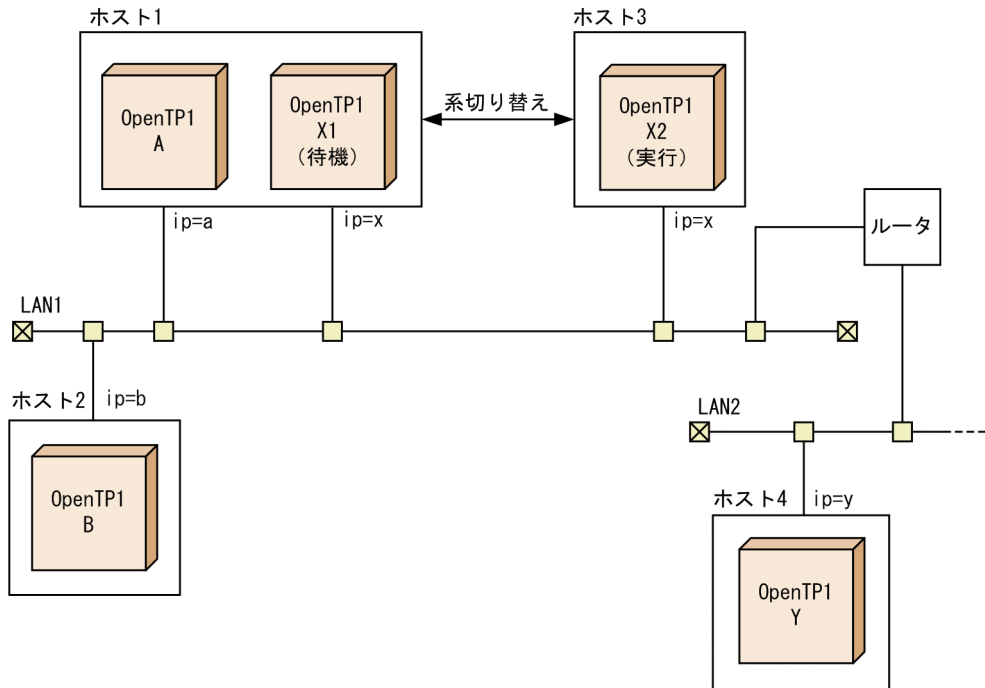 ホスト1
ホスト3
OpenTP1
A
OpenTP1
X1
（待機）
系切り替え
OpenTP1
X2
（実行）
ip=a
ip=x
ip=x
ルータ
LAN1
ホスト2
ip=b
LAN2
OpenTP1
B
ホスト4
ip=y
OpenTP1
Y